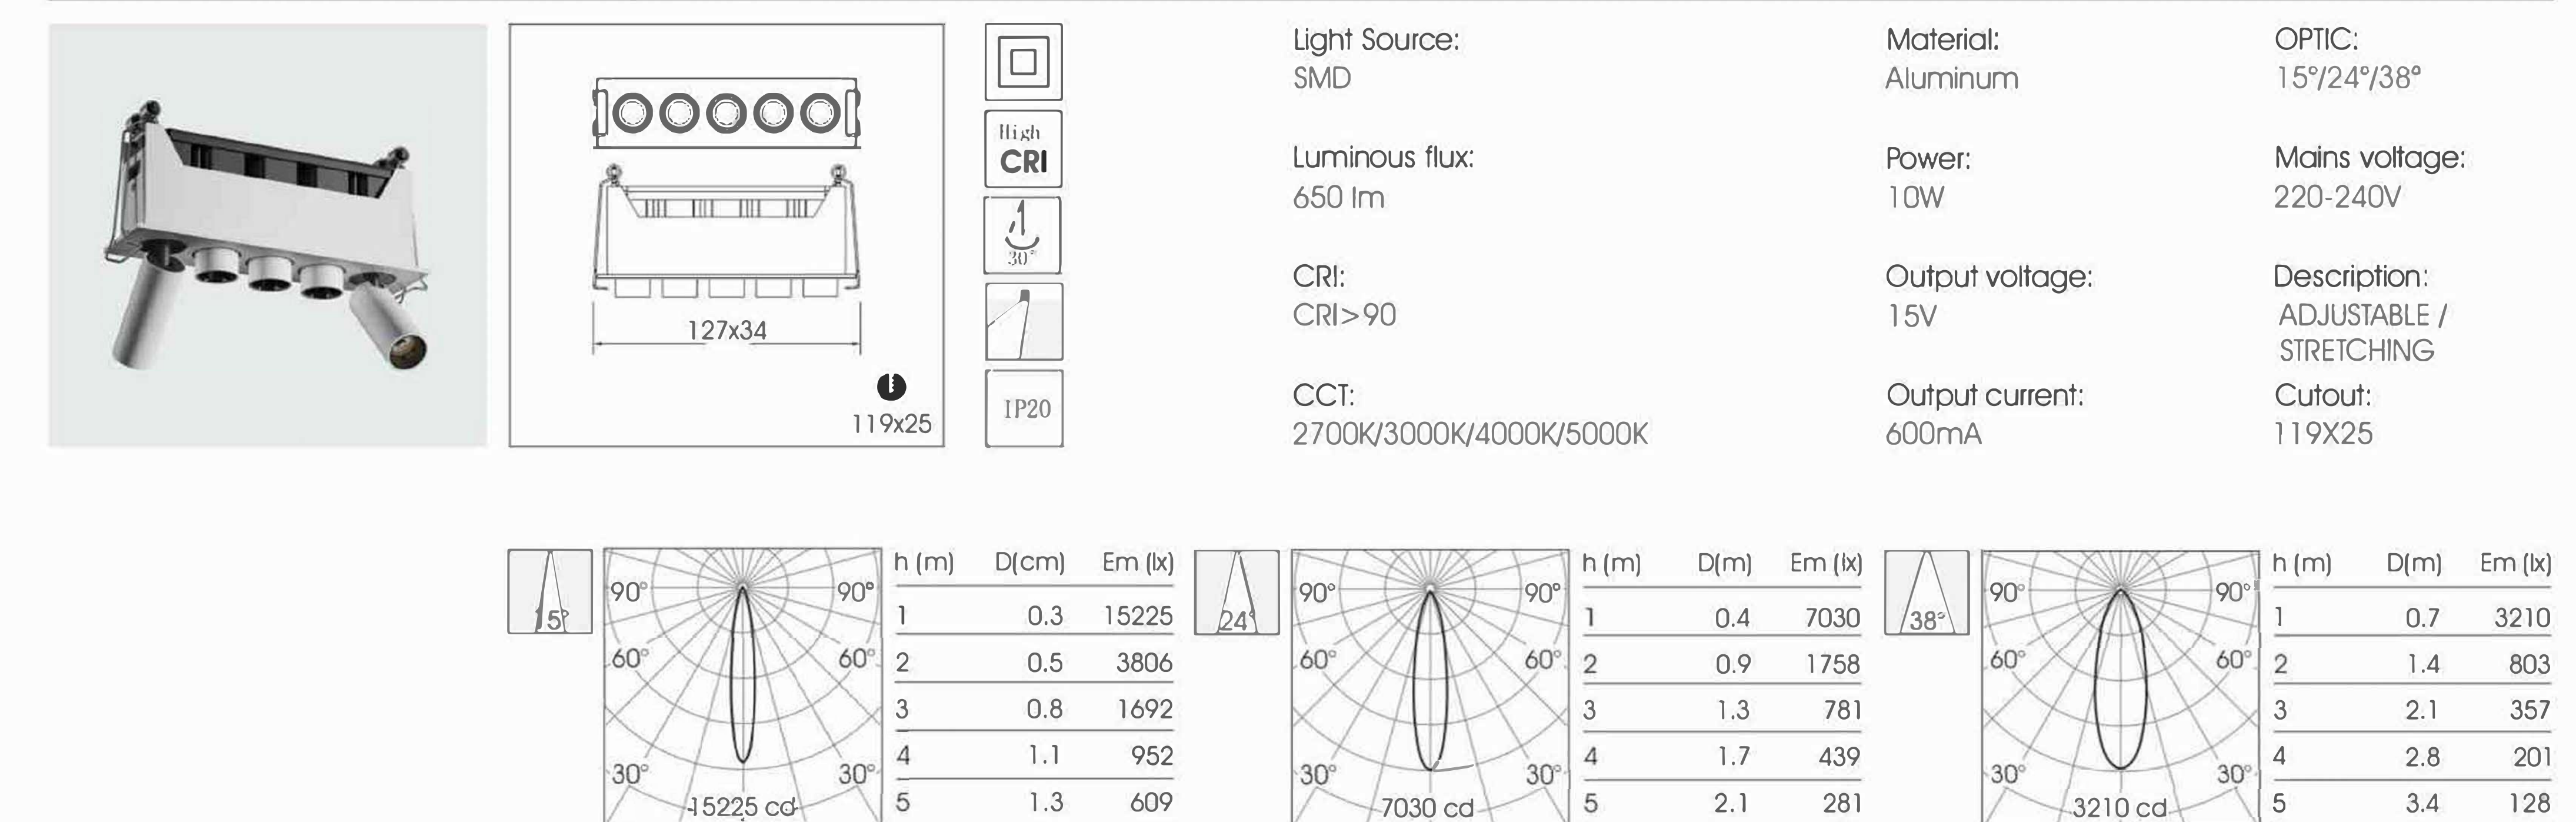 127x34
119x25
High
CRI
30°
IP20
Light Source:
SMD
Luminous flux:
650 lm
CRI:
CRI>90
CCT:
2700K/3000K/4000K/5000K
Material:
Aluminum
Power:
10W
Output voltage:
15V
Output current:
600mA
OPTIC:
15°/24°/38°
Mains voltage:
220-240V
Description:
ADJUSTABLE /
STRETCHING
Cutout:
119X25
15°
90° 90°
60° 60°
30° 30°
15225 cd
h (m) D(cm) Em (lx)
1 0.3 15225
2 0.5 3806
3 0.8 1692
4 1.1 952
5 1.3 609
24°
90° 90°
60° 60°
30° 30°
7030 cd
h (m) D(m) Em (lx)
1 0.4 7030
2 0.9 1758
3 1.3 781
4 1.7 439
5 2.1 281
38°
90° 90°
60° 60°
30° 30°
3210 cd
h (m) D(m) Em (lx)
1 0.7 3210
2 1.4 803
3 2.1 357
4 2.8 201
5 3.4 128